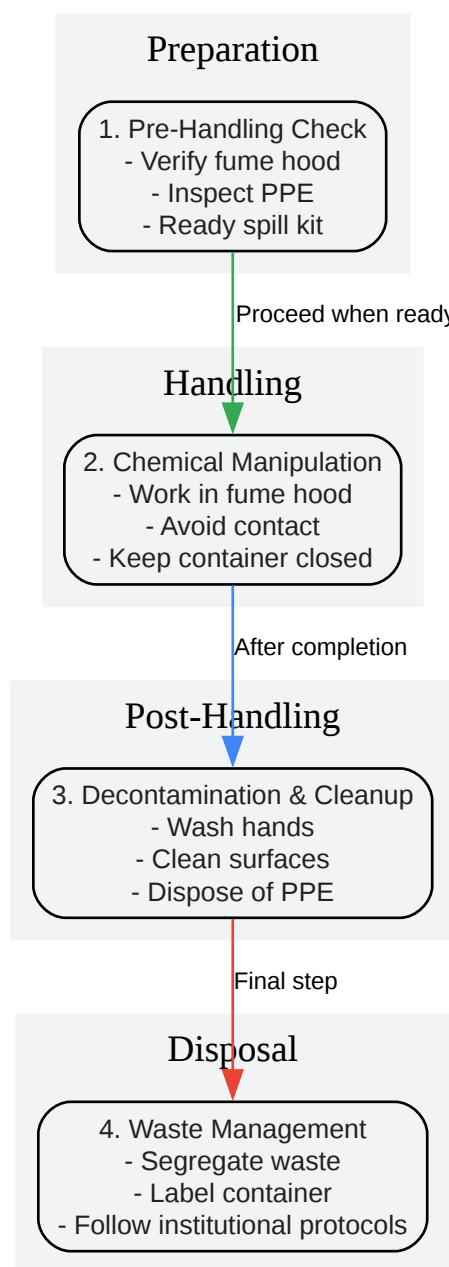 Preparation
1. Pre-Handling Check
- Verify fume hood
- Inspect PPE
- Ready spill kit
Proceed when ready
Handling
2. Chemical Manipulation
- Work in fume hood
- Avoid contact
- Keep container closed
After completion
Post-Handling
3. Decontamination & Cleanup
- Wash hands
- Clean surfaces
- Dispose of PPE
Final step
Disposal
4. Waste Management
- Segregate waste
- Label container
- Follow institutional protocols